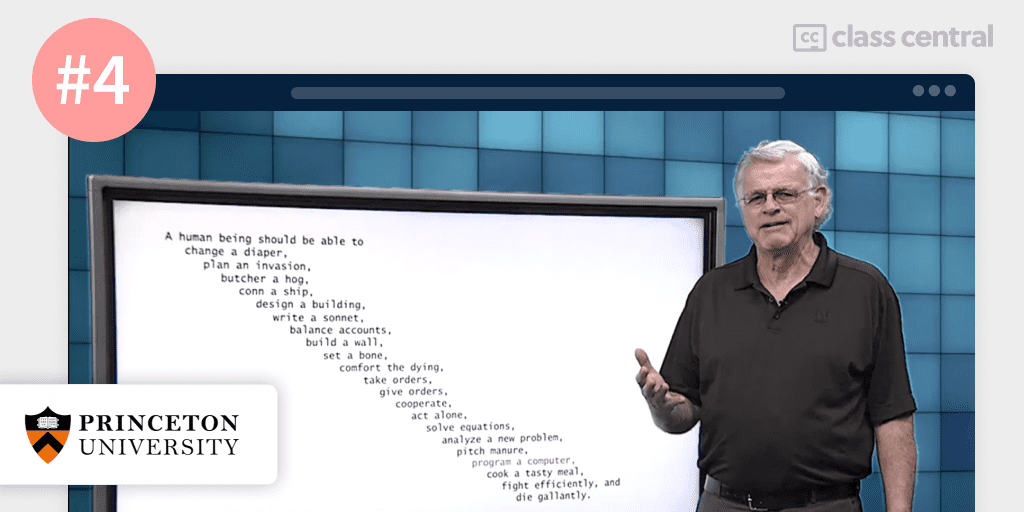 #4
class central
A human being should be able to
change a diaper,
plan an invasion,
butcher a hog,
conn a ship,
design a building,
write a sonnet,
balance accounts,
build a wall,
set a bone,
comfort the dying,
take orders,
give orders,
cooperate,
act alone,
solve equations,
analyze a new problem,
pitch manure,
program a computer,
cook a tasty meal,
fight efficiently, and
die gallantly.
PRINCETON
UNIVERSITY